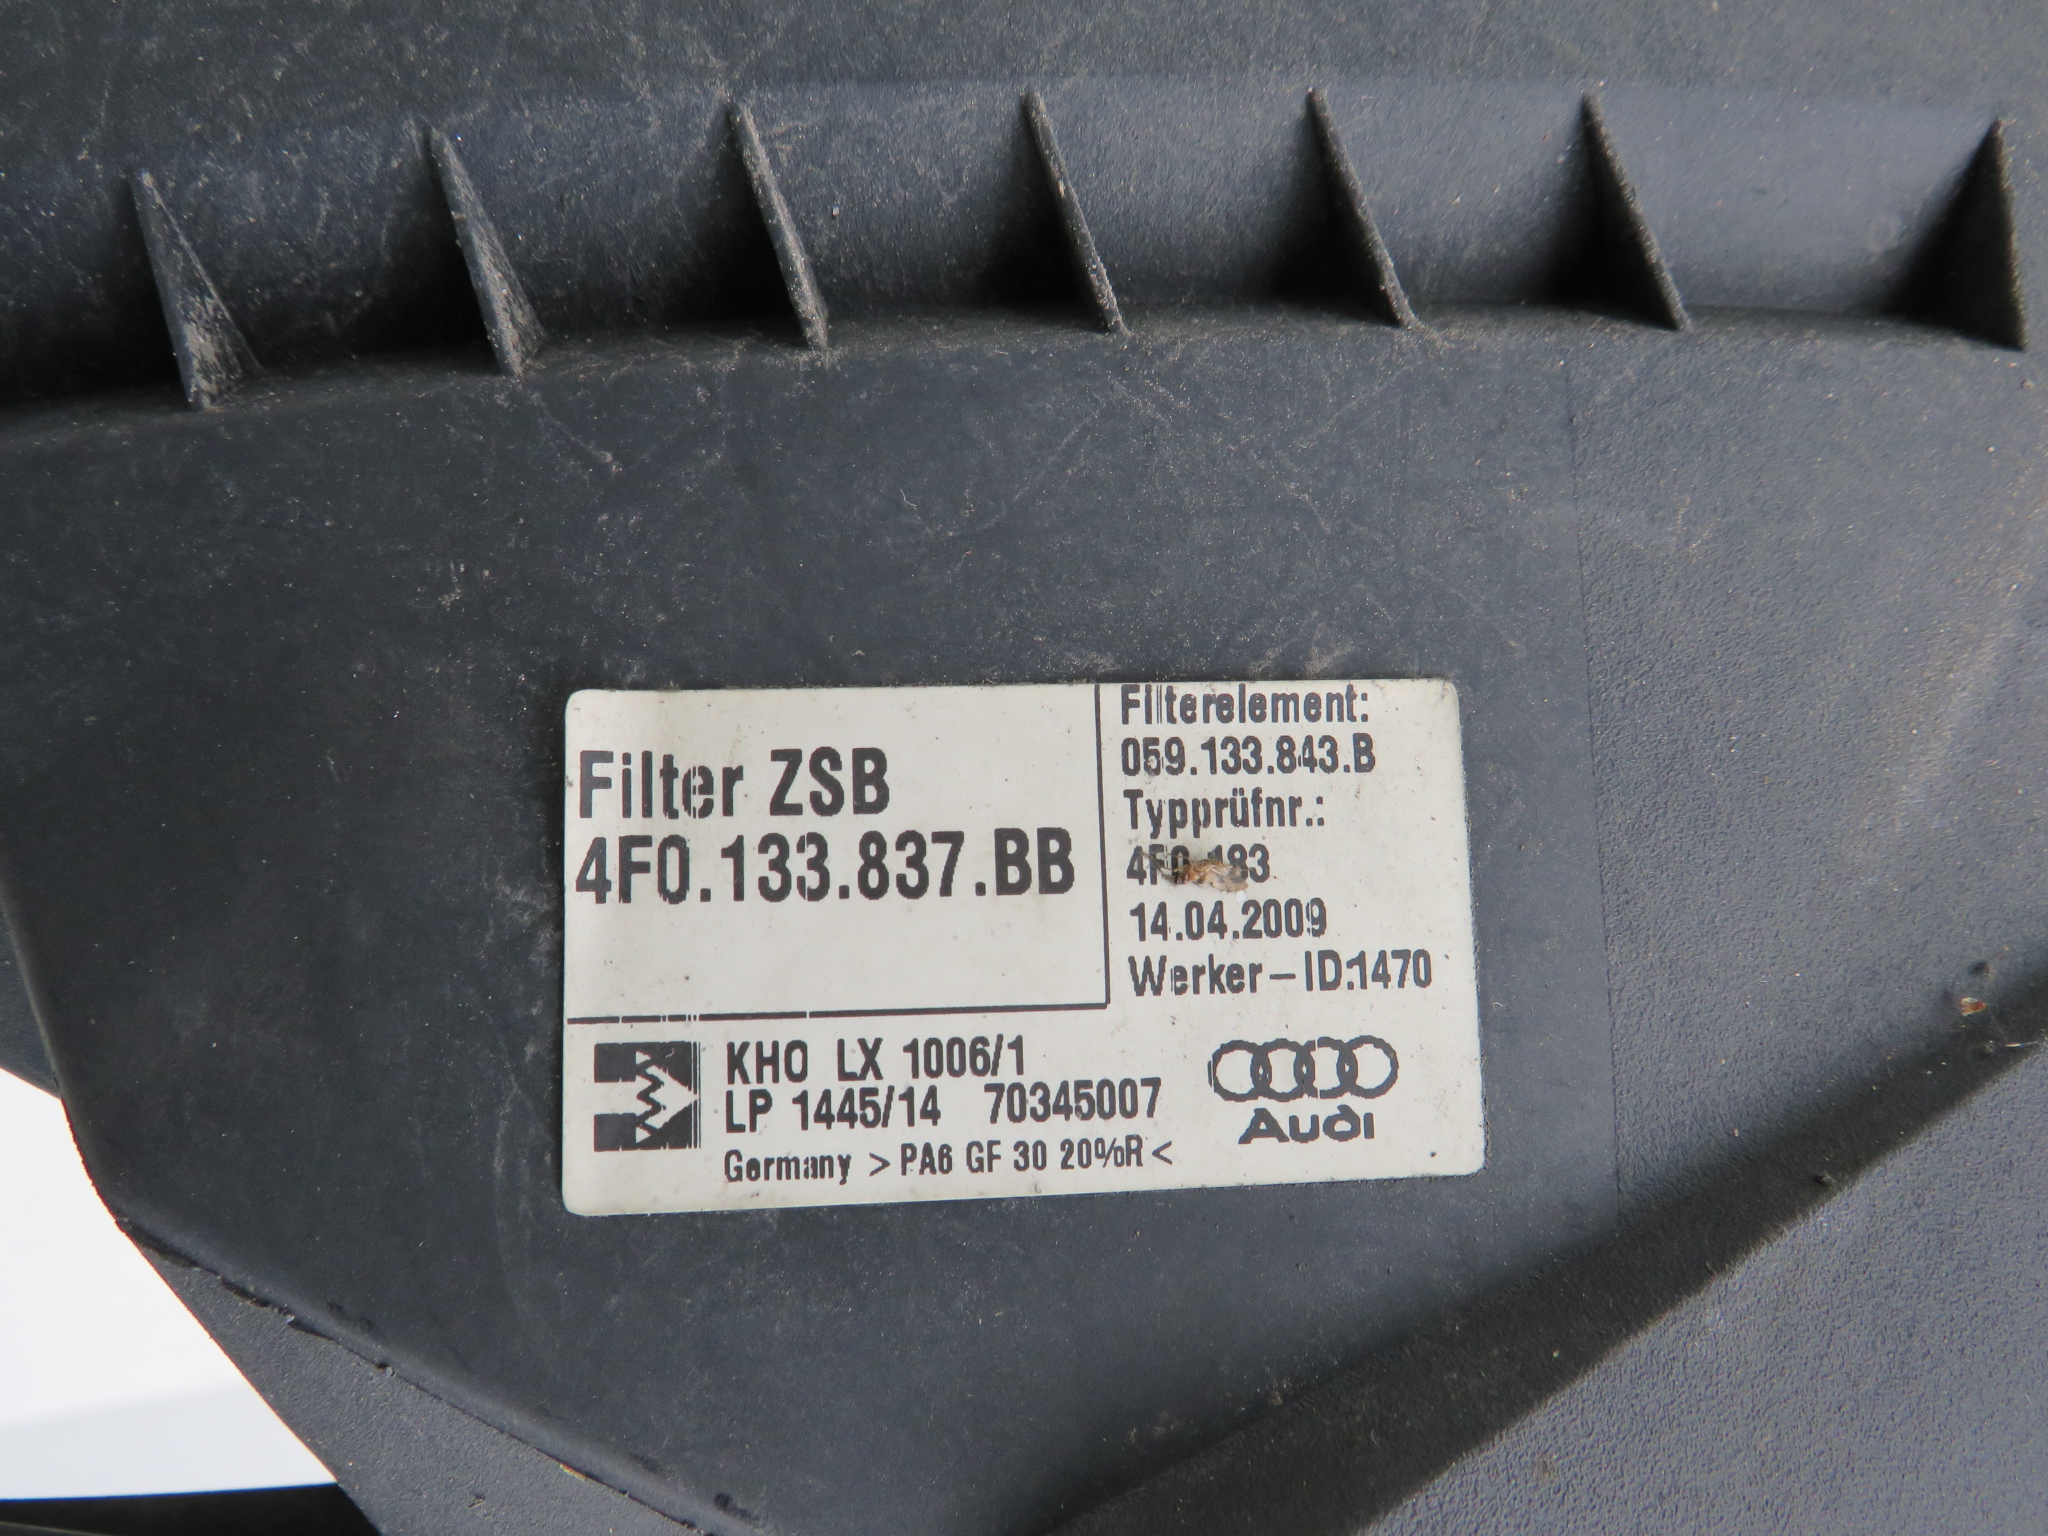 Filter ZSB
4F0.133.837.BB
Filterelement:
059.133.843.B
Typprüfnr.:
14.04.2009
Werker-ID:1470
KHO LX 1006/1
LP 1445/14 70345007
Germany >PA6 GF 30 20%R<
Audi